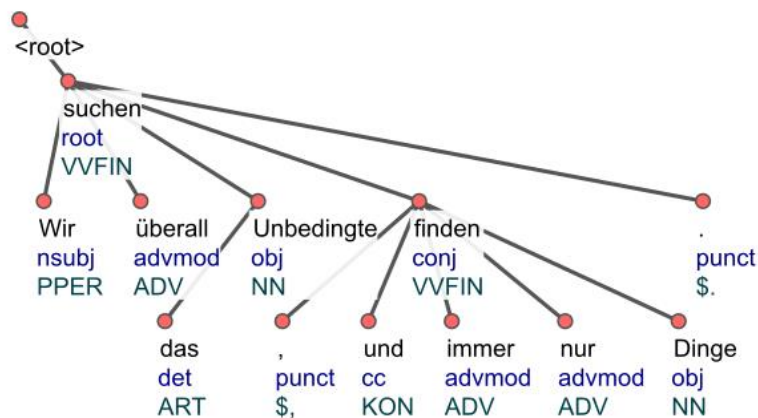 <root>
suchen
root
VVFIN
Wir überall Unbedingte finden .
nsubj advmod obj conj punct
PPER ADV NN VVFIN $.
das , und immer nur Dinge
det punct cc advmod advmod obj
ART $, KON ADV ADV NN